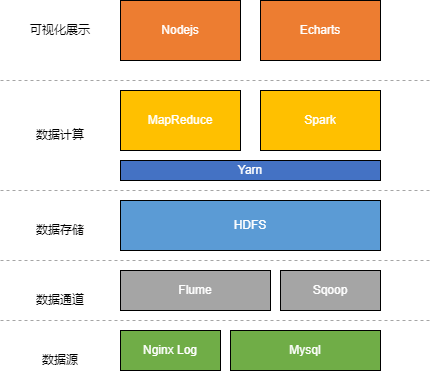 可视化展示
Nodejs
Echarts
数据计算
MapReduce
Spark
Yarn
数据存储
HDFS
数据通道
Flume
Sqoop
数据源
Nginx Log
Mysql